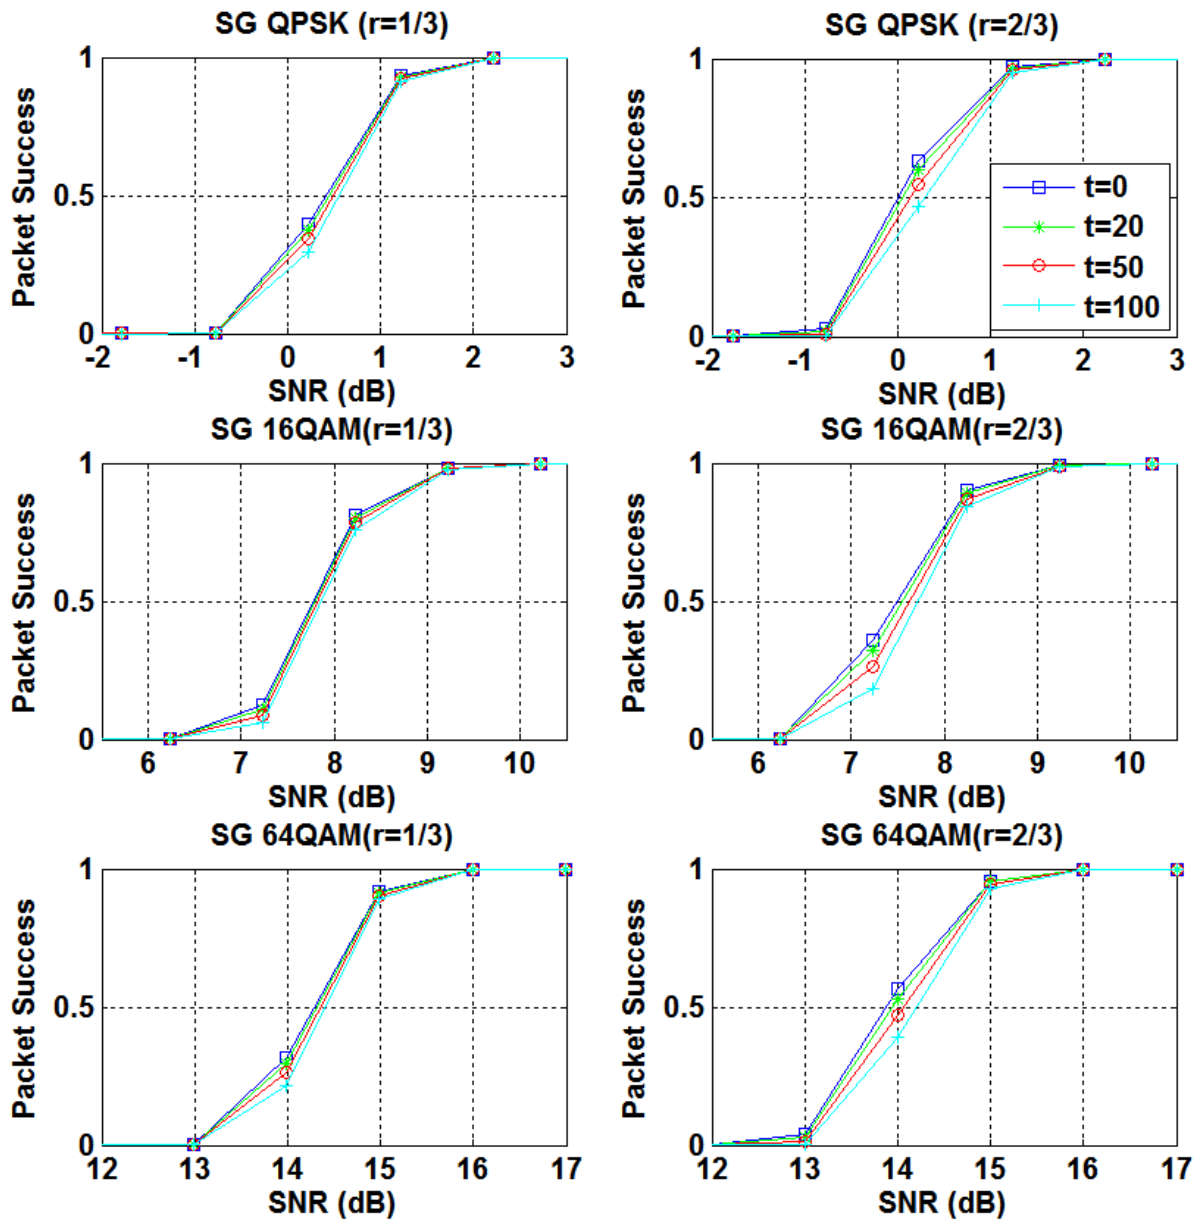 SG QPSK (r=1/3)
Packet Success
1
0.5
0
-2 -1 0 1 2 3
SNR (dB)
SG QPSK (r=2/3)
Packet Success
1
0.5
0
-2 -1 0 1 2 3
SNR (dB)
t=0
t=20
t=50
t=100
SG 16QAM(r=1/3)
Packet Success
1
0.5
0
6 7 8 9 10
SNR (dB)
SG 16QAM(r=2/3)
Packet Success
1
0.5
0
6 7 8 9 10
SNR (dB)
SG 64QAM(r=1/3)
Packet Success
1
0.5
0
12 13 14 15 16 17
SNR (dB)
SG 64QAM(r=2/3)
Packet Success
1
0.5
0
12 13 14 15 16 17
SNR (dB)